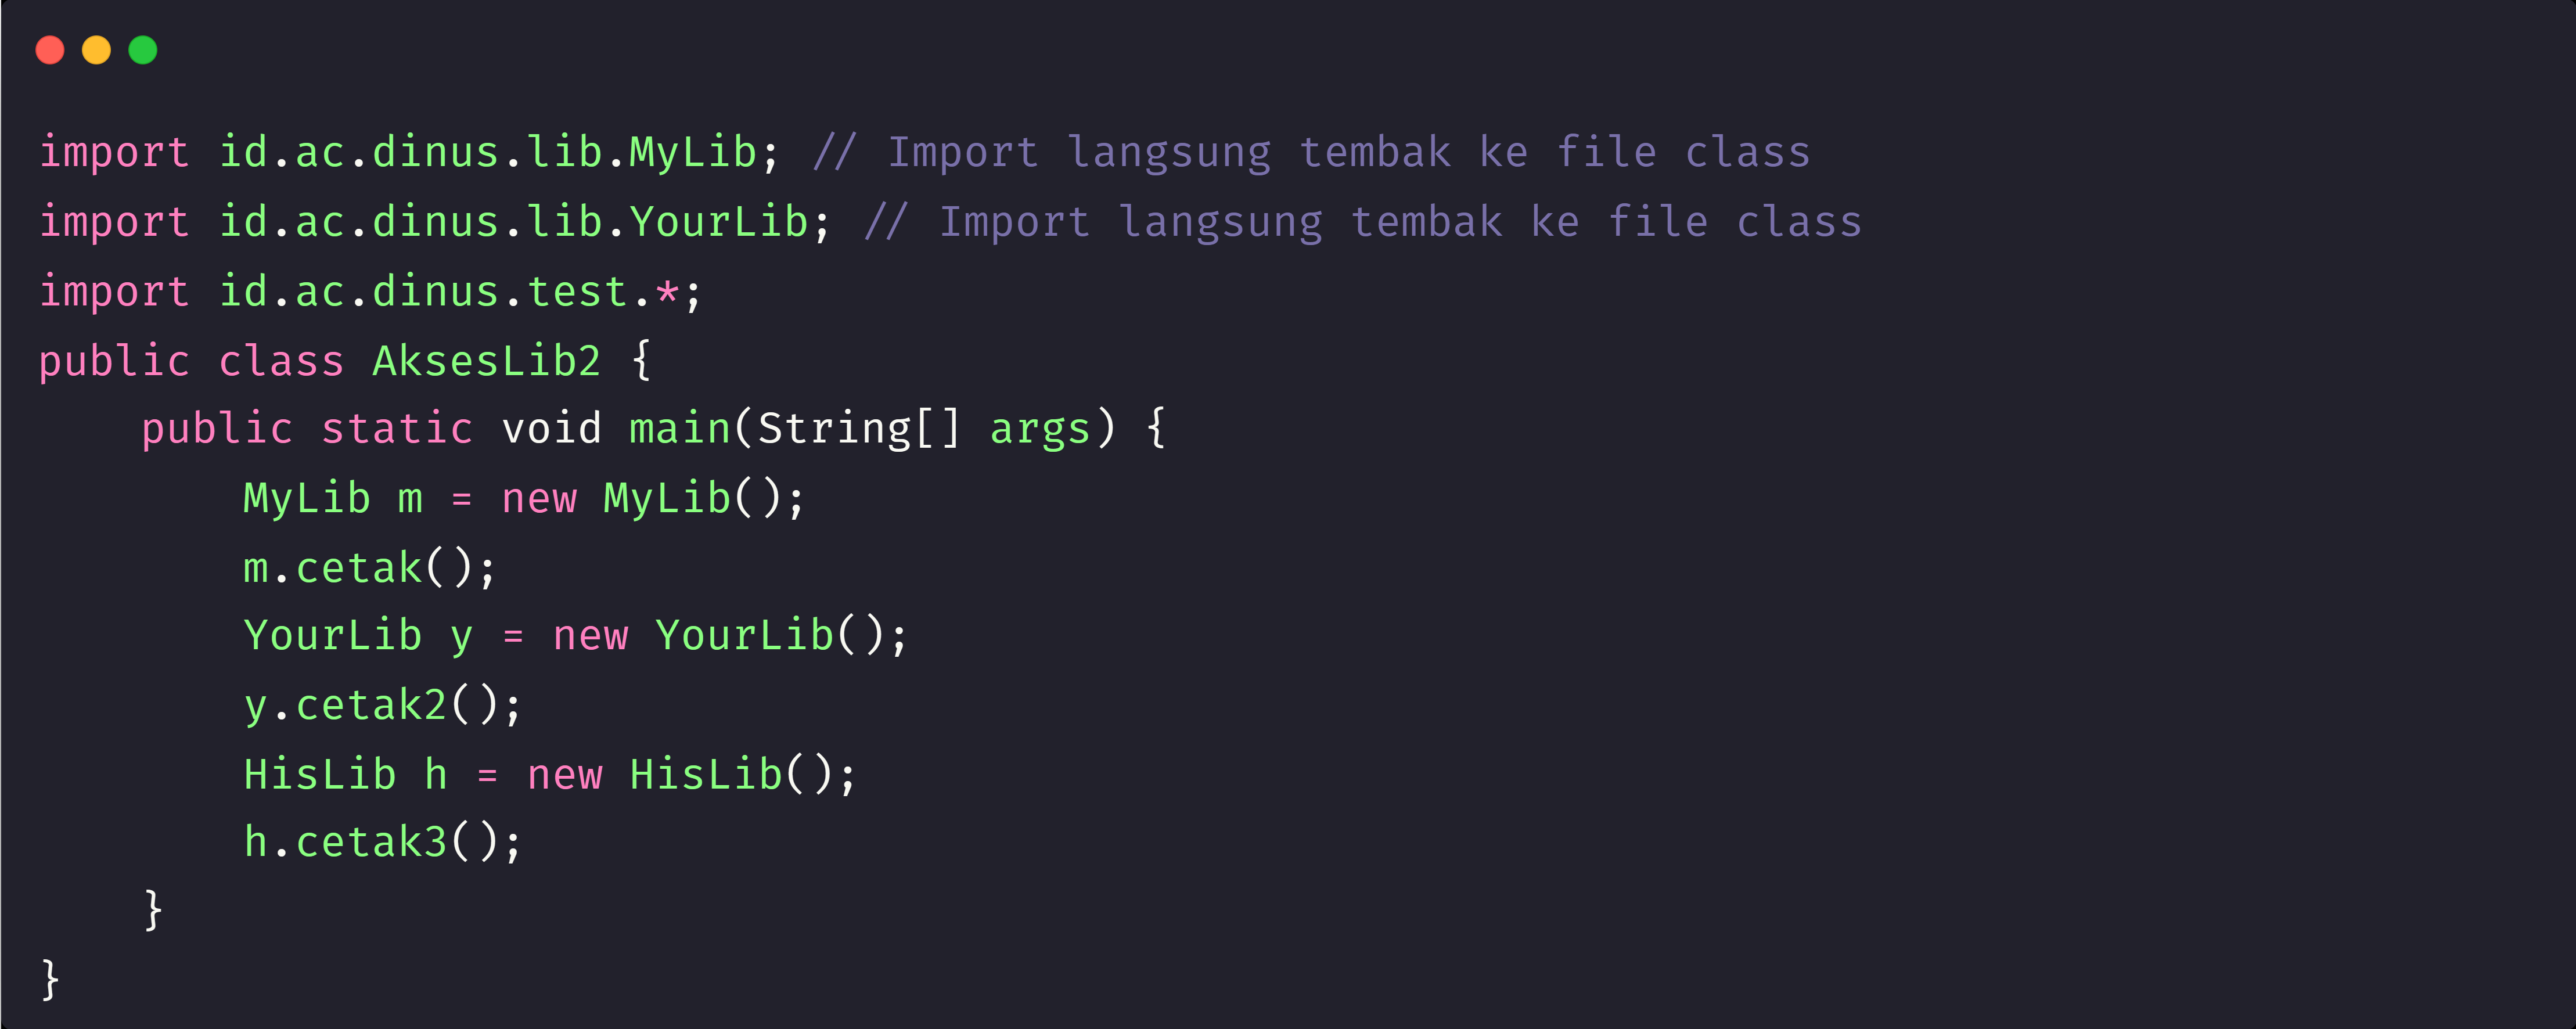 import id.ac.dinus.lib.MyLib; // Import langsung tembak ke file class
import id.ac.dinus.lib.YourLib; // Import langsung tembak ke file class
import id.ac.dinus.test.*;
public class AksesLib2 {
    public static void main(String[] args) {
        MyLib m = new MyLib();
        m.cetak();
        YourLib y = new YourLib();
        y.cetak2();
        HisLib h = new HisLib();
        h.cetak3();
    }
}